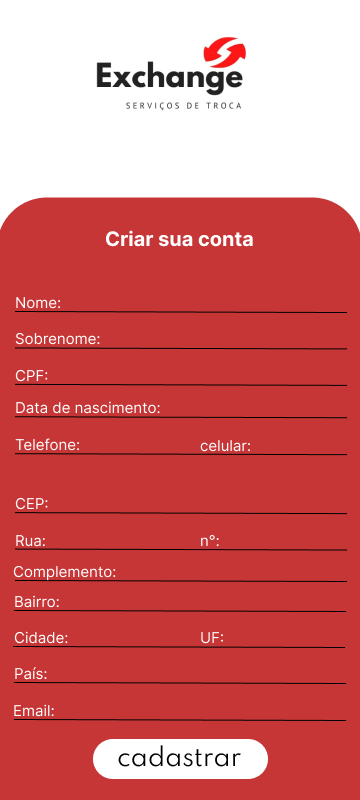 Exchange
SERVIÇOS DE TROCA
Criar sua conta
Nome:
Sobrenome:
CPF:
Data de nascimento:
Telefone: celular:
CEP:
Rua: n°:
Complemento:
Bairro:
Cidade: UF:
País:
Email:
cadastrar